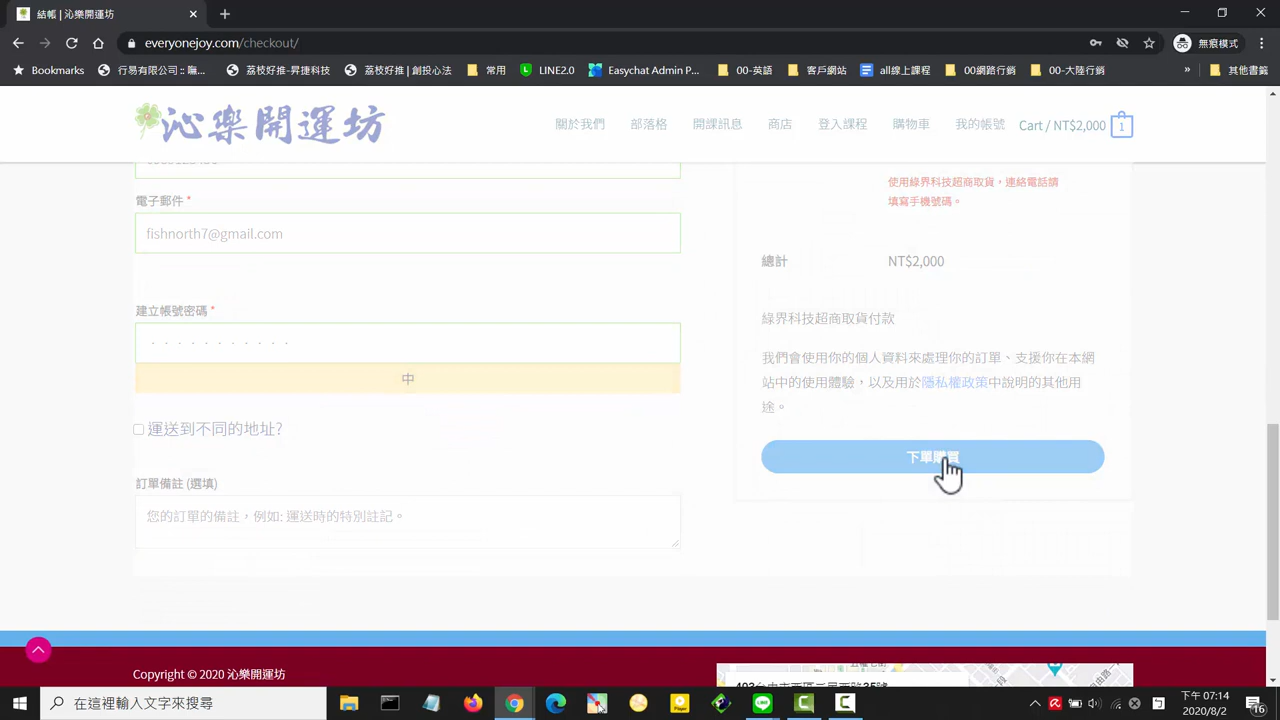 結帳 | 沁樂開運坊
everyonejoy.com/checkout/
無痕模式
Bookmarks
荔枝好推-昇捷科技
荔枝好推 | 行銷心法
常用
LINE2.0
Easychat Admin P...
00-英語
客戶網站
all線上課程
00網路行銷
00-大陸行銷
»
其他書籤
沁樂開運坊
關於我們
部落格
開課訊息
商店
登入課程
購物車
我的帳號
Cart / NT$2,000
1
電子郵件 *
fishnorth7@gmail.com
建立帳號密碼 *
中
運送到不同的地址?
訂單備註 (選填)
您的訂單的備註，例如: 運送時的特別註記。
使用綠界科技超商取貨，連絡電話請
填寫手機號碼。
總計
NT$2,000
綠界科技超商取貨付款
我們會使用你的個人資料來處理你的訂單、支援你在本網
站中的使用體驗，以及用於隱私權政策中說明的其他用
途。
下單購買
Copyright © 2020 沁樂開運坊
在這裡輸入文字來搜尋
Player
下午 07:14
2020/8/2
16